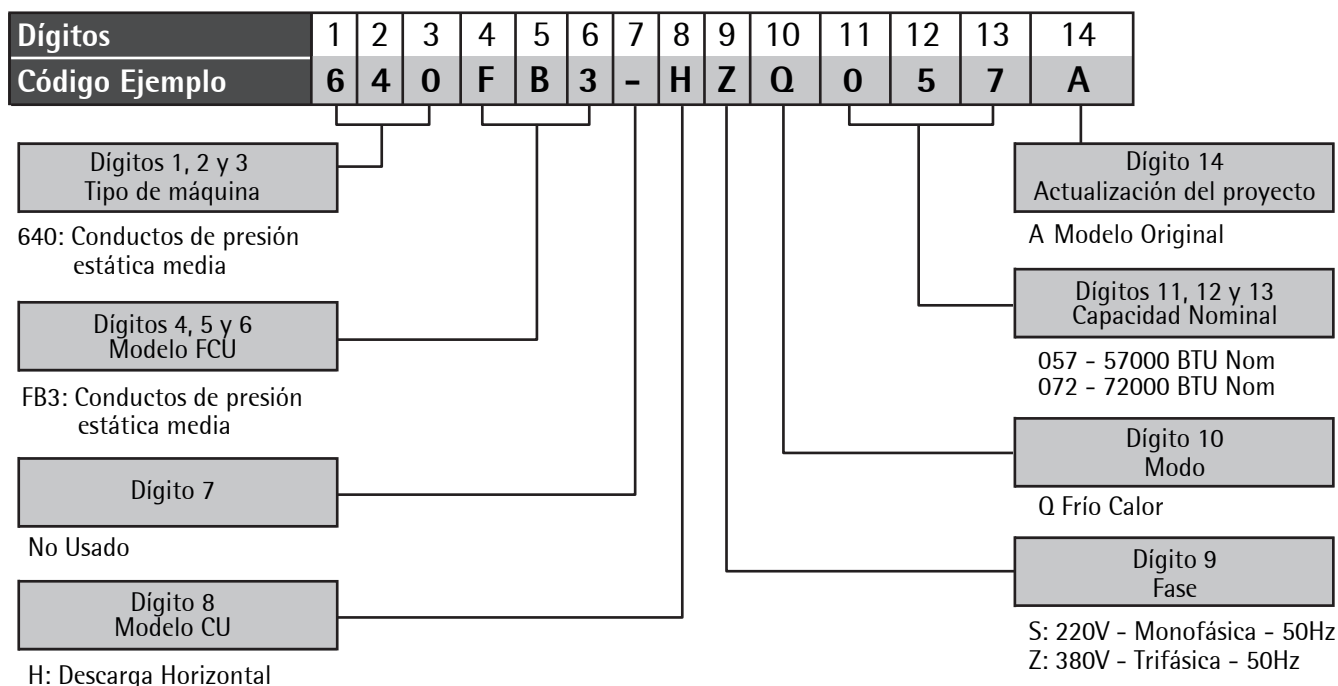 Dígitos 1 2 3 4 5 6 7 8 9 10 11 12 13 14
Código Ejemplo 6 4 0 F B 3 - H Z Q 0 5 7 A
Dígitos 1, 2 y 3
Tipo de máquina
640: Conductos de presión
estática media
Dígitos 4, 5 y 6
Modelo FCU
FB3: Conductos de presión
estática media
Dígito 7
No Usado
Dígito 8
Modelo CU
H: Descarga Horizontal
Dígito 14
Actualización del proyecto
A Modelo Original
Dígitos 11, 12 y 13
Capacidad Nominal
057 - 57000 BTU Nom
072 - 72000 BTU Nom
Dígito 10
Modo
Q Frío Calor
Dígito 9
Fase
S: 220V - Monofásica - 50Hz
Z: 380V - Trifásica - 50Hz